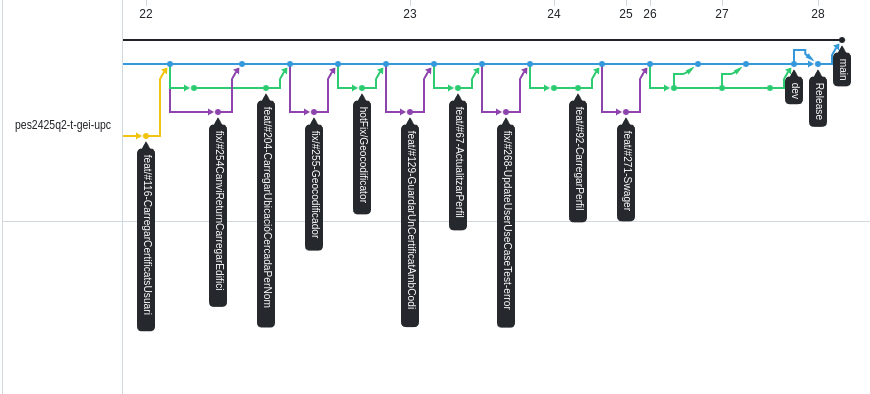 22 23 24 25 26 27 28
pes2425q2-t-gei-upc
feat/#116-CarregarCertificatsUsuari
fix/#254CanviReturnCarregarEdifici
feat/#204-CarregarUbicacióCercadaPerNom
fix/#255-Geocodificador
hotFix/Geocodificator
feat/#129-GuardarUnCertificatAmbCodi
feat/#67-ActualitzarPerfil
fix/#268-UpdateUserUseCaseTest-error
feat/#92-CarregarPerfil
feat/#271-Swager
dev
Release
main